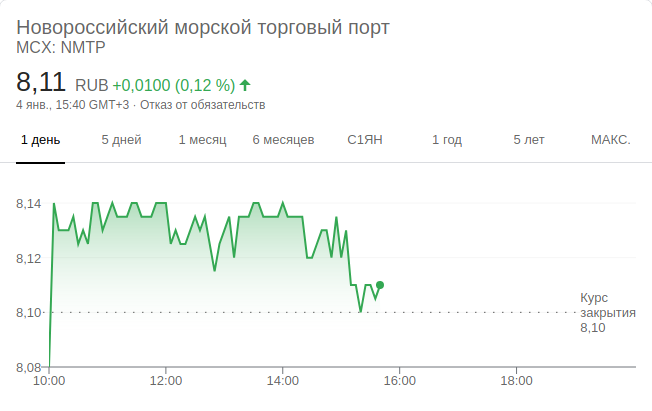 Новороссийский морской торговый порт
MCX: NMTP
8,11 RUB +0,0100 (0,12 %)
4 янв., 15:40 GMT+3 · Отказ от обязательств
1 день 5 дней 1 месяц 6 месяцев С1ЯН 1 год 5 лет МАКС.
8,14
8,12
8,10
Курс
закрытия
8,10
8,08
10:00 12:00 14:00 16:00 18:00